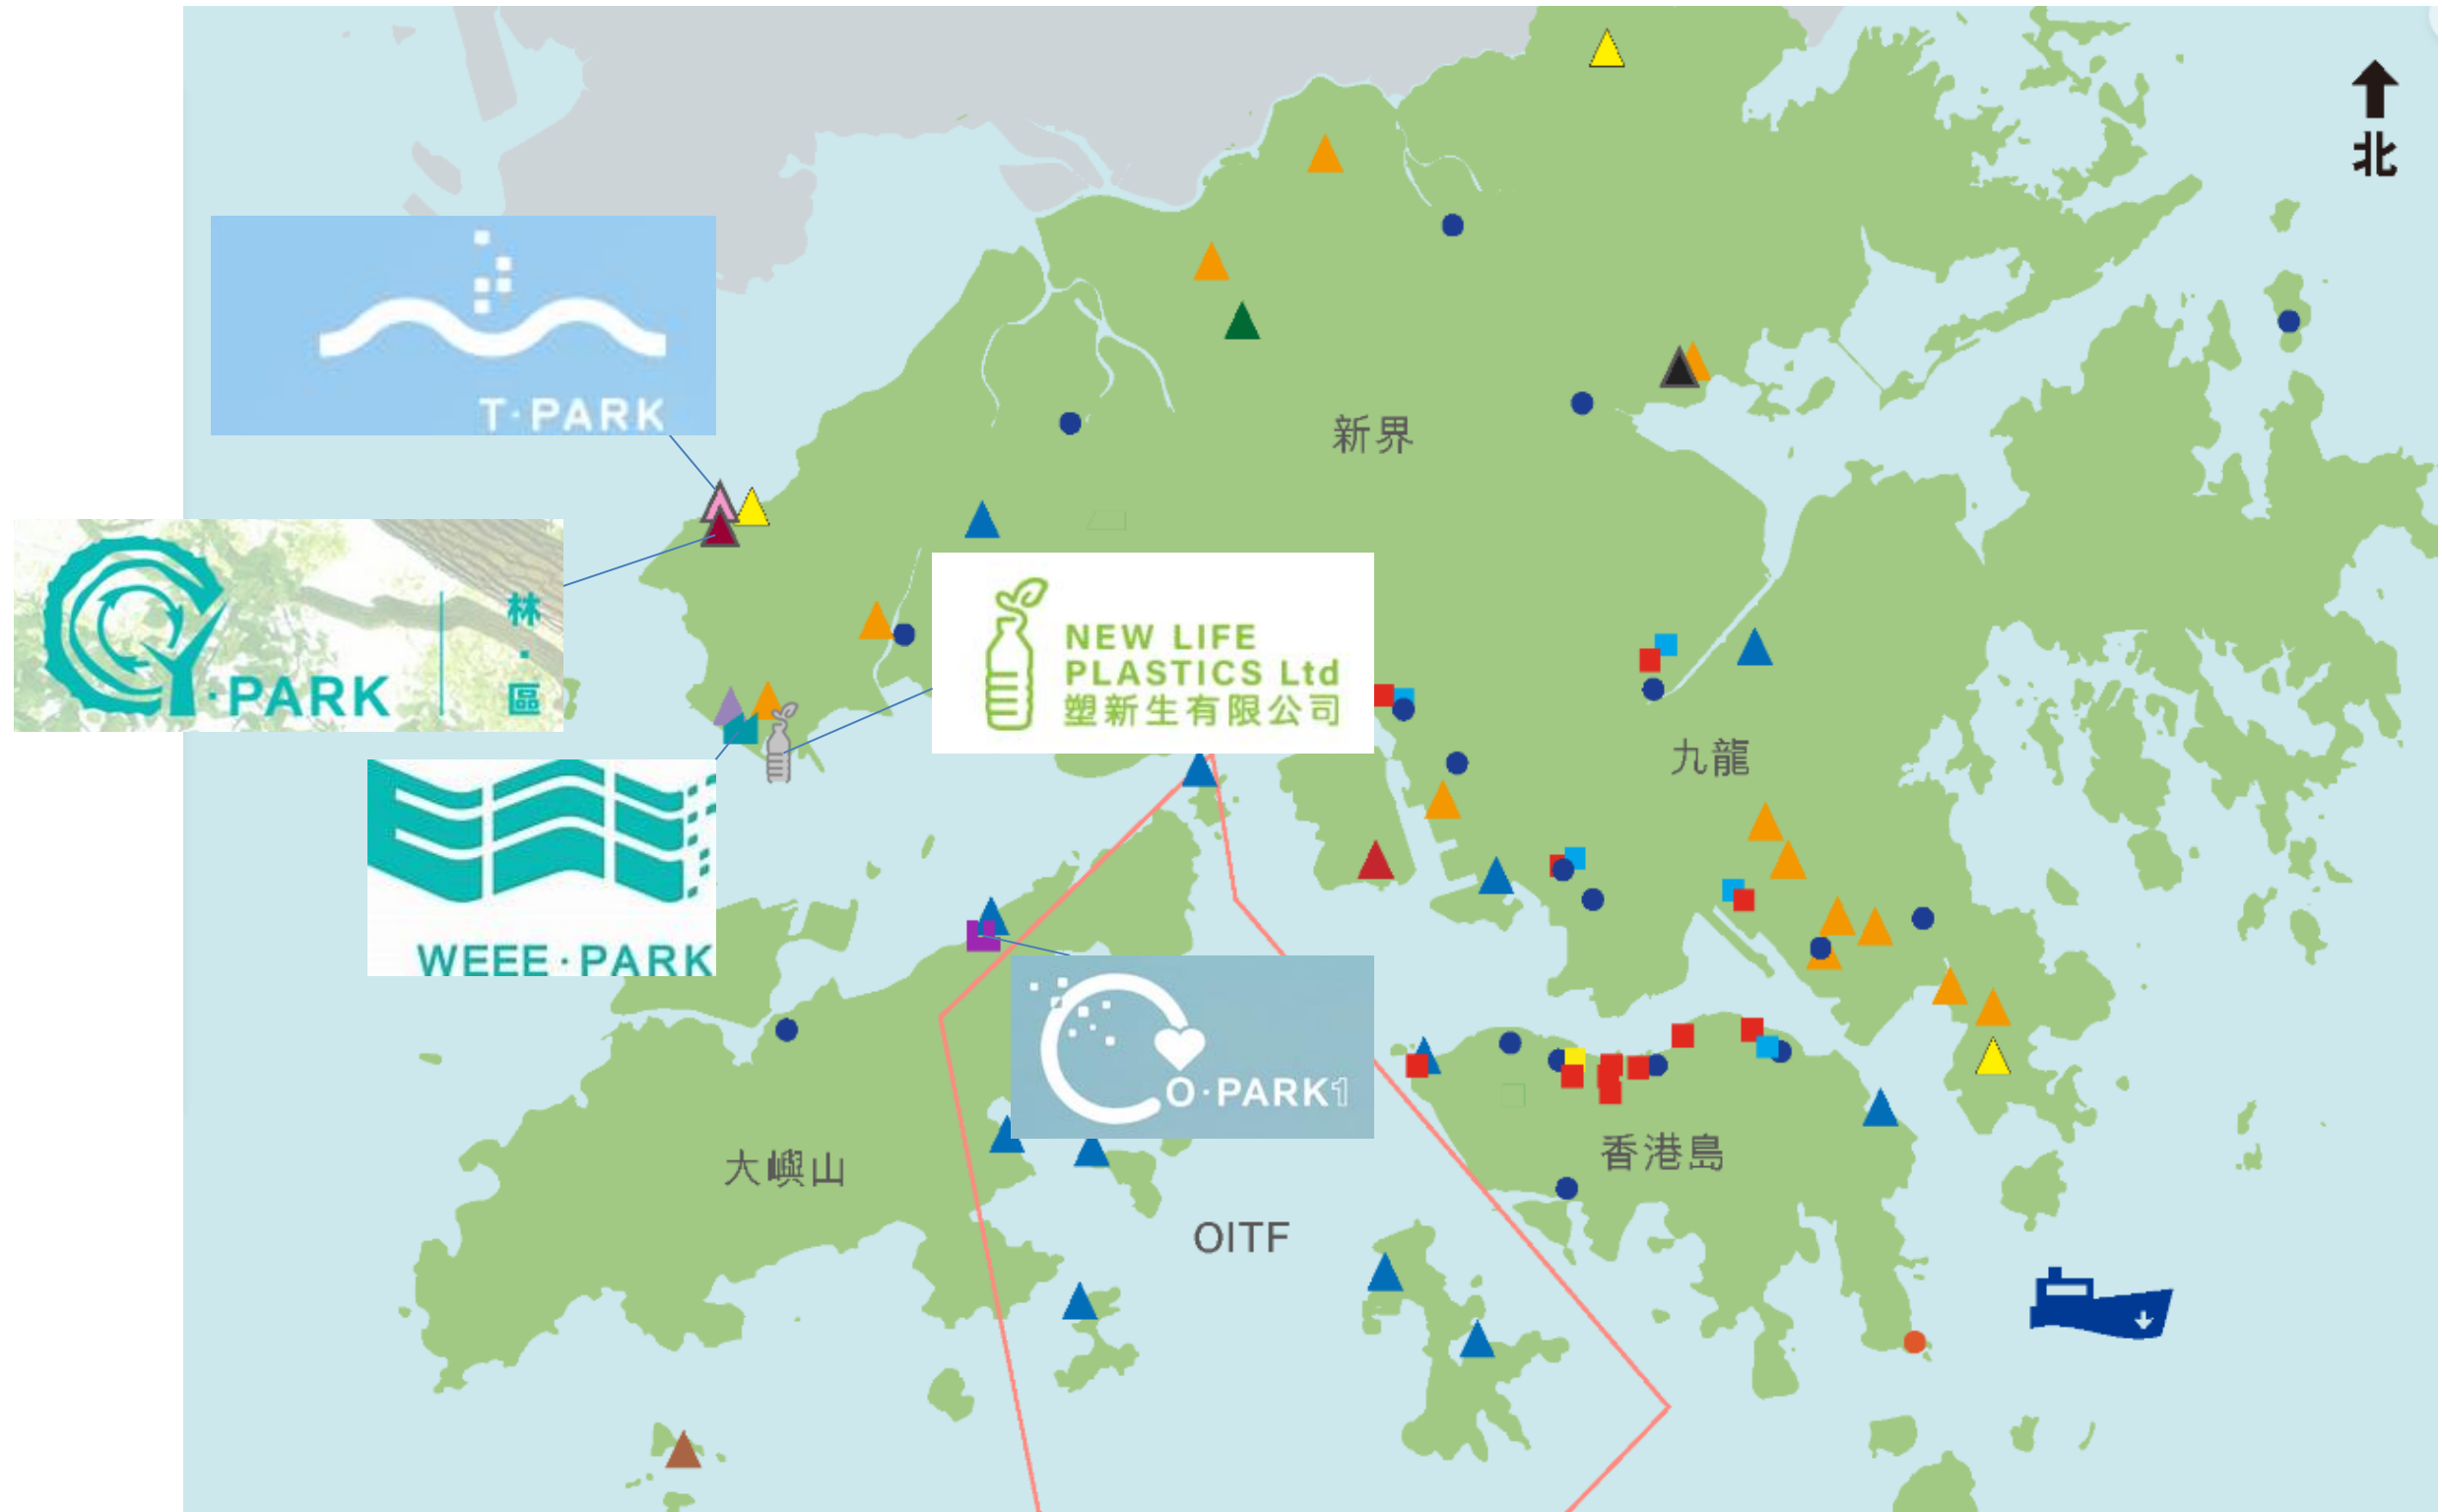 北
T·PARK
新界
Y·PARK
林·區
NEW LIFE
PLASTICS Ltd
塑新生有限公司
九龍
WEEE·PARK
O·PARK1
大嶼山
香港島
OITF